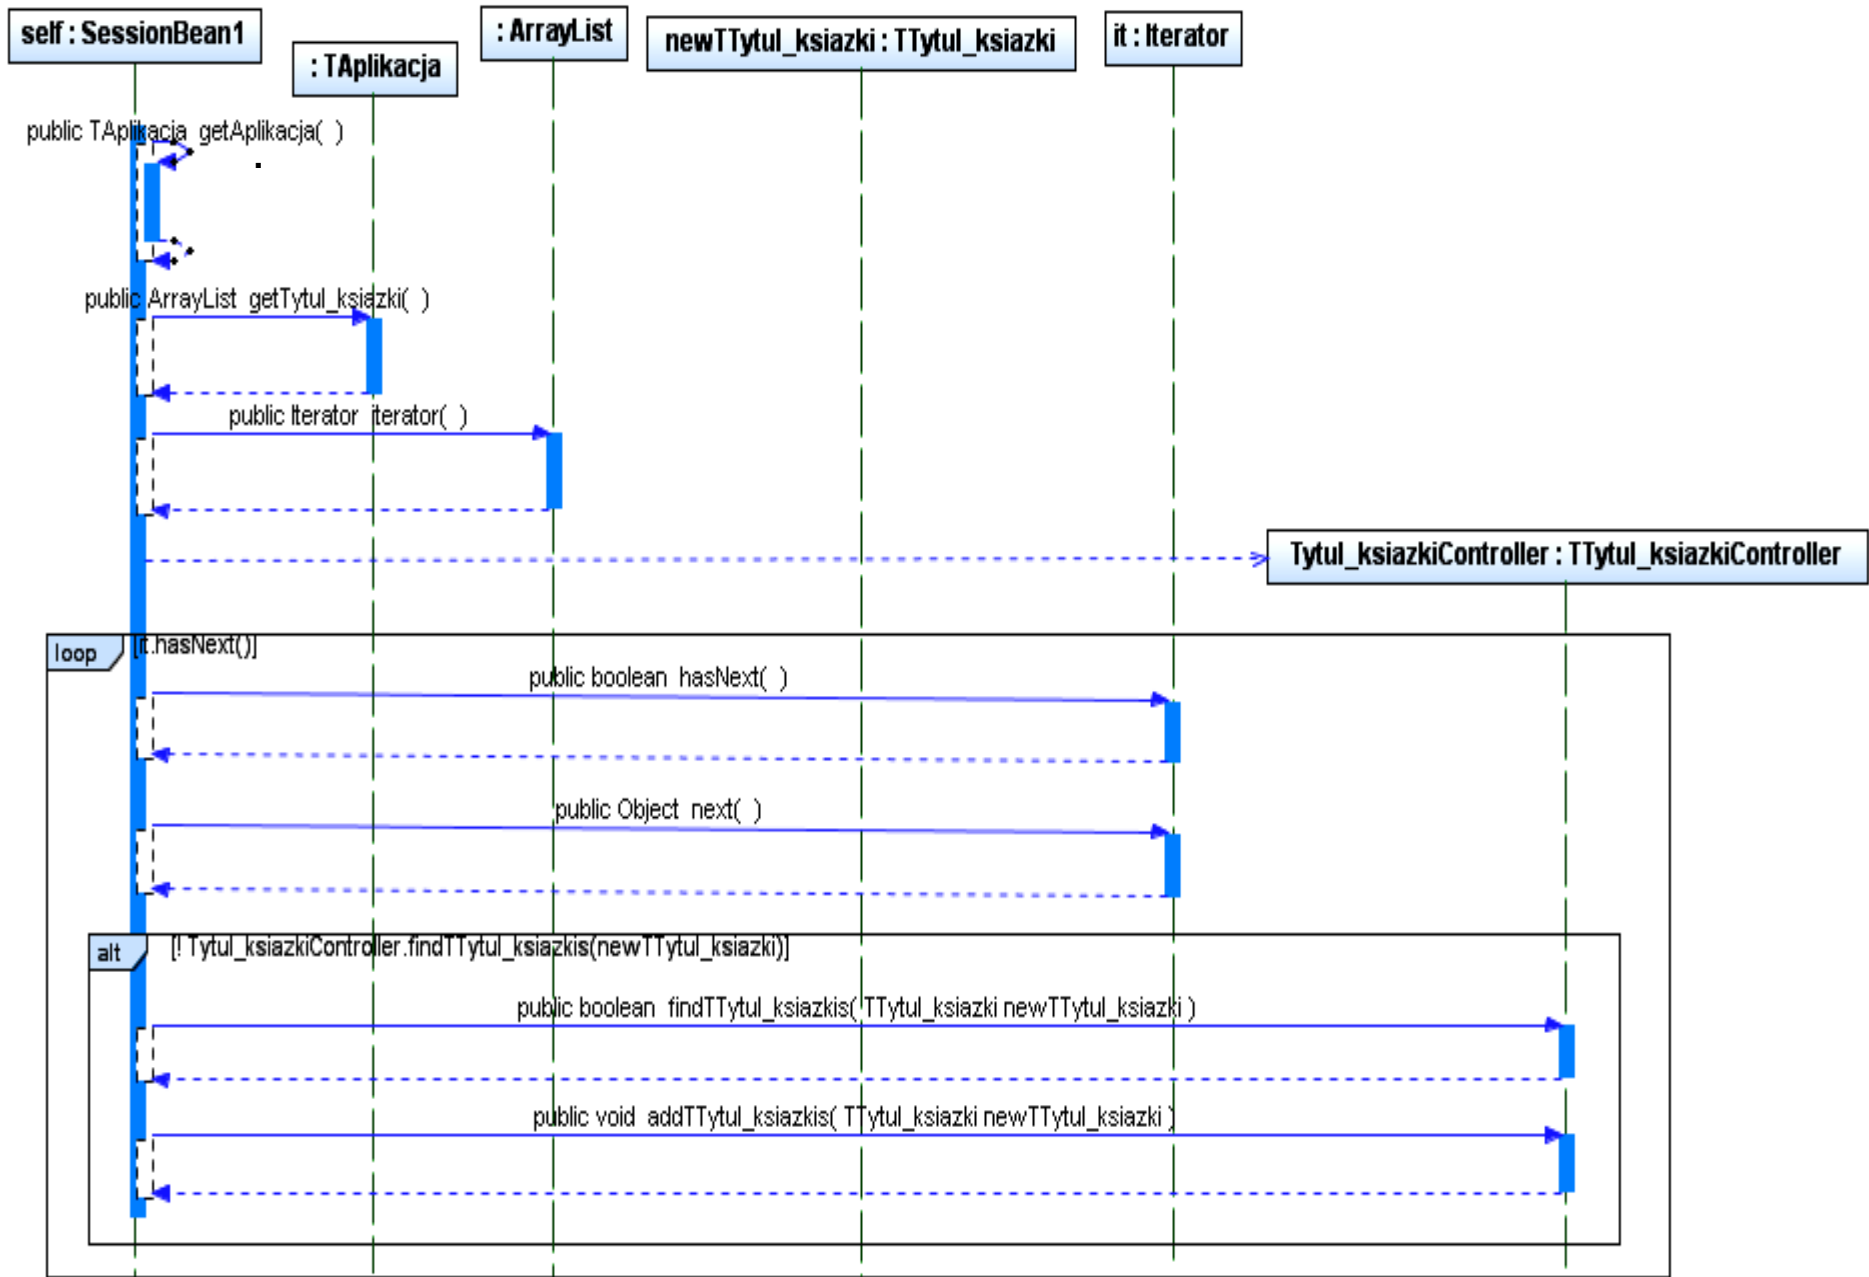 self : SessionBean1
: TAplikacja
: ArrayList
newTTytul_ksiazki : TTytul_ksiazki
it : Iterator
public TAplikacja getAplikacja( )
public ArrayList getTytul_ksiazki( )
public Iterator iterator( )
Tytul_ksiazkiController : TTytul_ksiazkiController
loop [it.hasNext()]
public boolean hasNext( )
public Object next( )
alt [! Tytul_ksiazkiController.findTTytul_ksiazkis(newTTytul_ksiazki)]
public boolean findTTytul_ksiazkis( TTytul_ksiazki newTTytul_ksiazki )
public void addTTytul_ksiazkis( TTytul_ksiazki newTTytul_ksiazki )